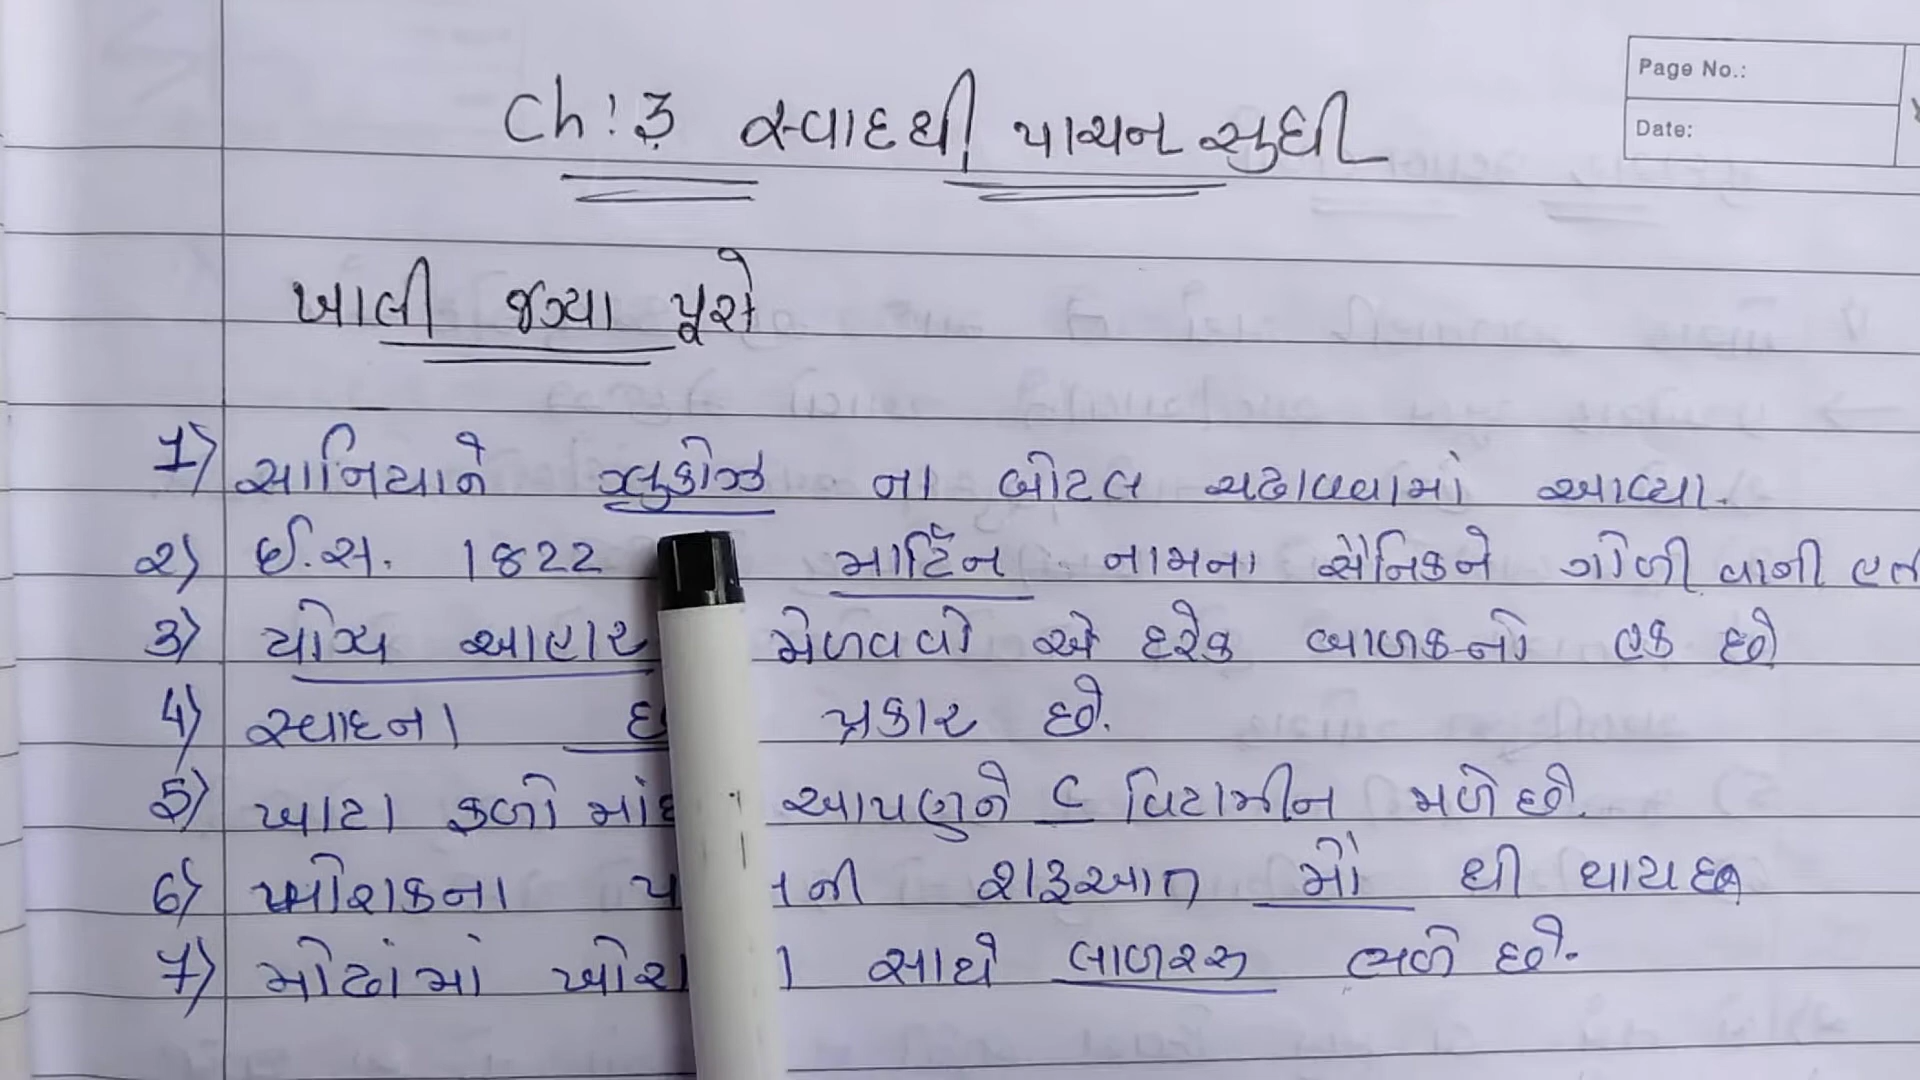 Page No.:
Date:
Ch : 3 સ્વાદથી પાચન સુધી
ખાલી જગ્યા પૂરો
1) સાનિયાને ગ્લુકોઝ ના બોટલ ચઢાવવામાં આવ્યા.
2) ઈ.સ. 1822 માર્ટિન નામના સૈનિકને ગોળી વાગી
3) યોગ્ય આહાર મેળવવો એ દરેક બાળકનો હક છે
4) સ્વાદના પ્રકાર છે.
5) ખાટા ફળો આપણને C વિટામીન મળે છે.
6) ખોરાકના ની શરૂઆત મોં થી થાય છે
7) મોઢાંમાં સાથે લાળરસ ભળે છે.